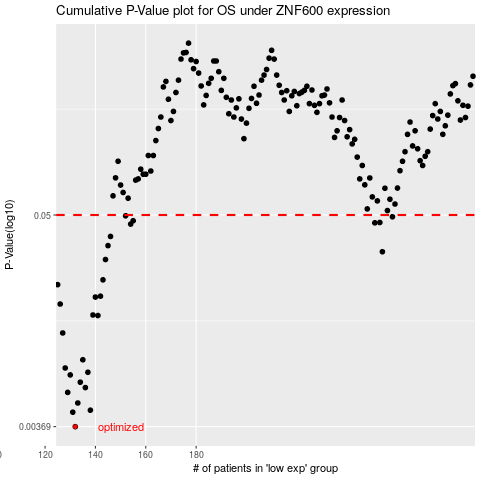 Cumulative P-Value plot for OS under ZNF600 expression
P-Value(log10)
0.05
0.00369
optimized
0 120 140 160 180
# of patients in 'low exp' group